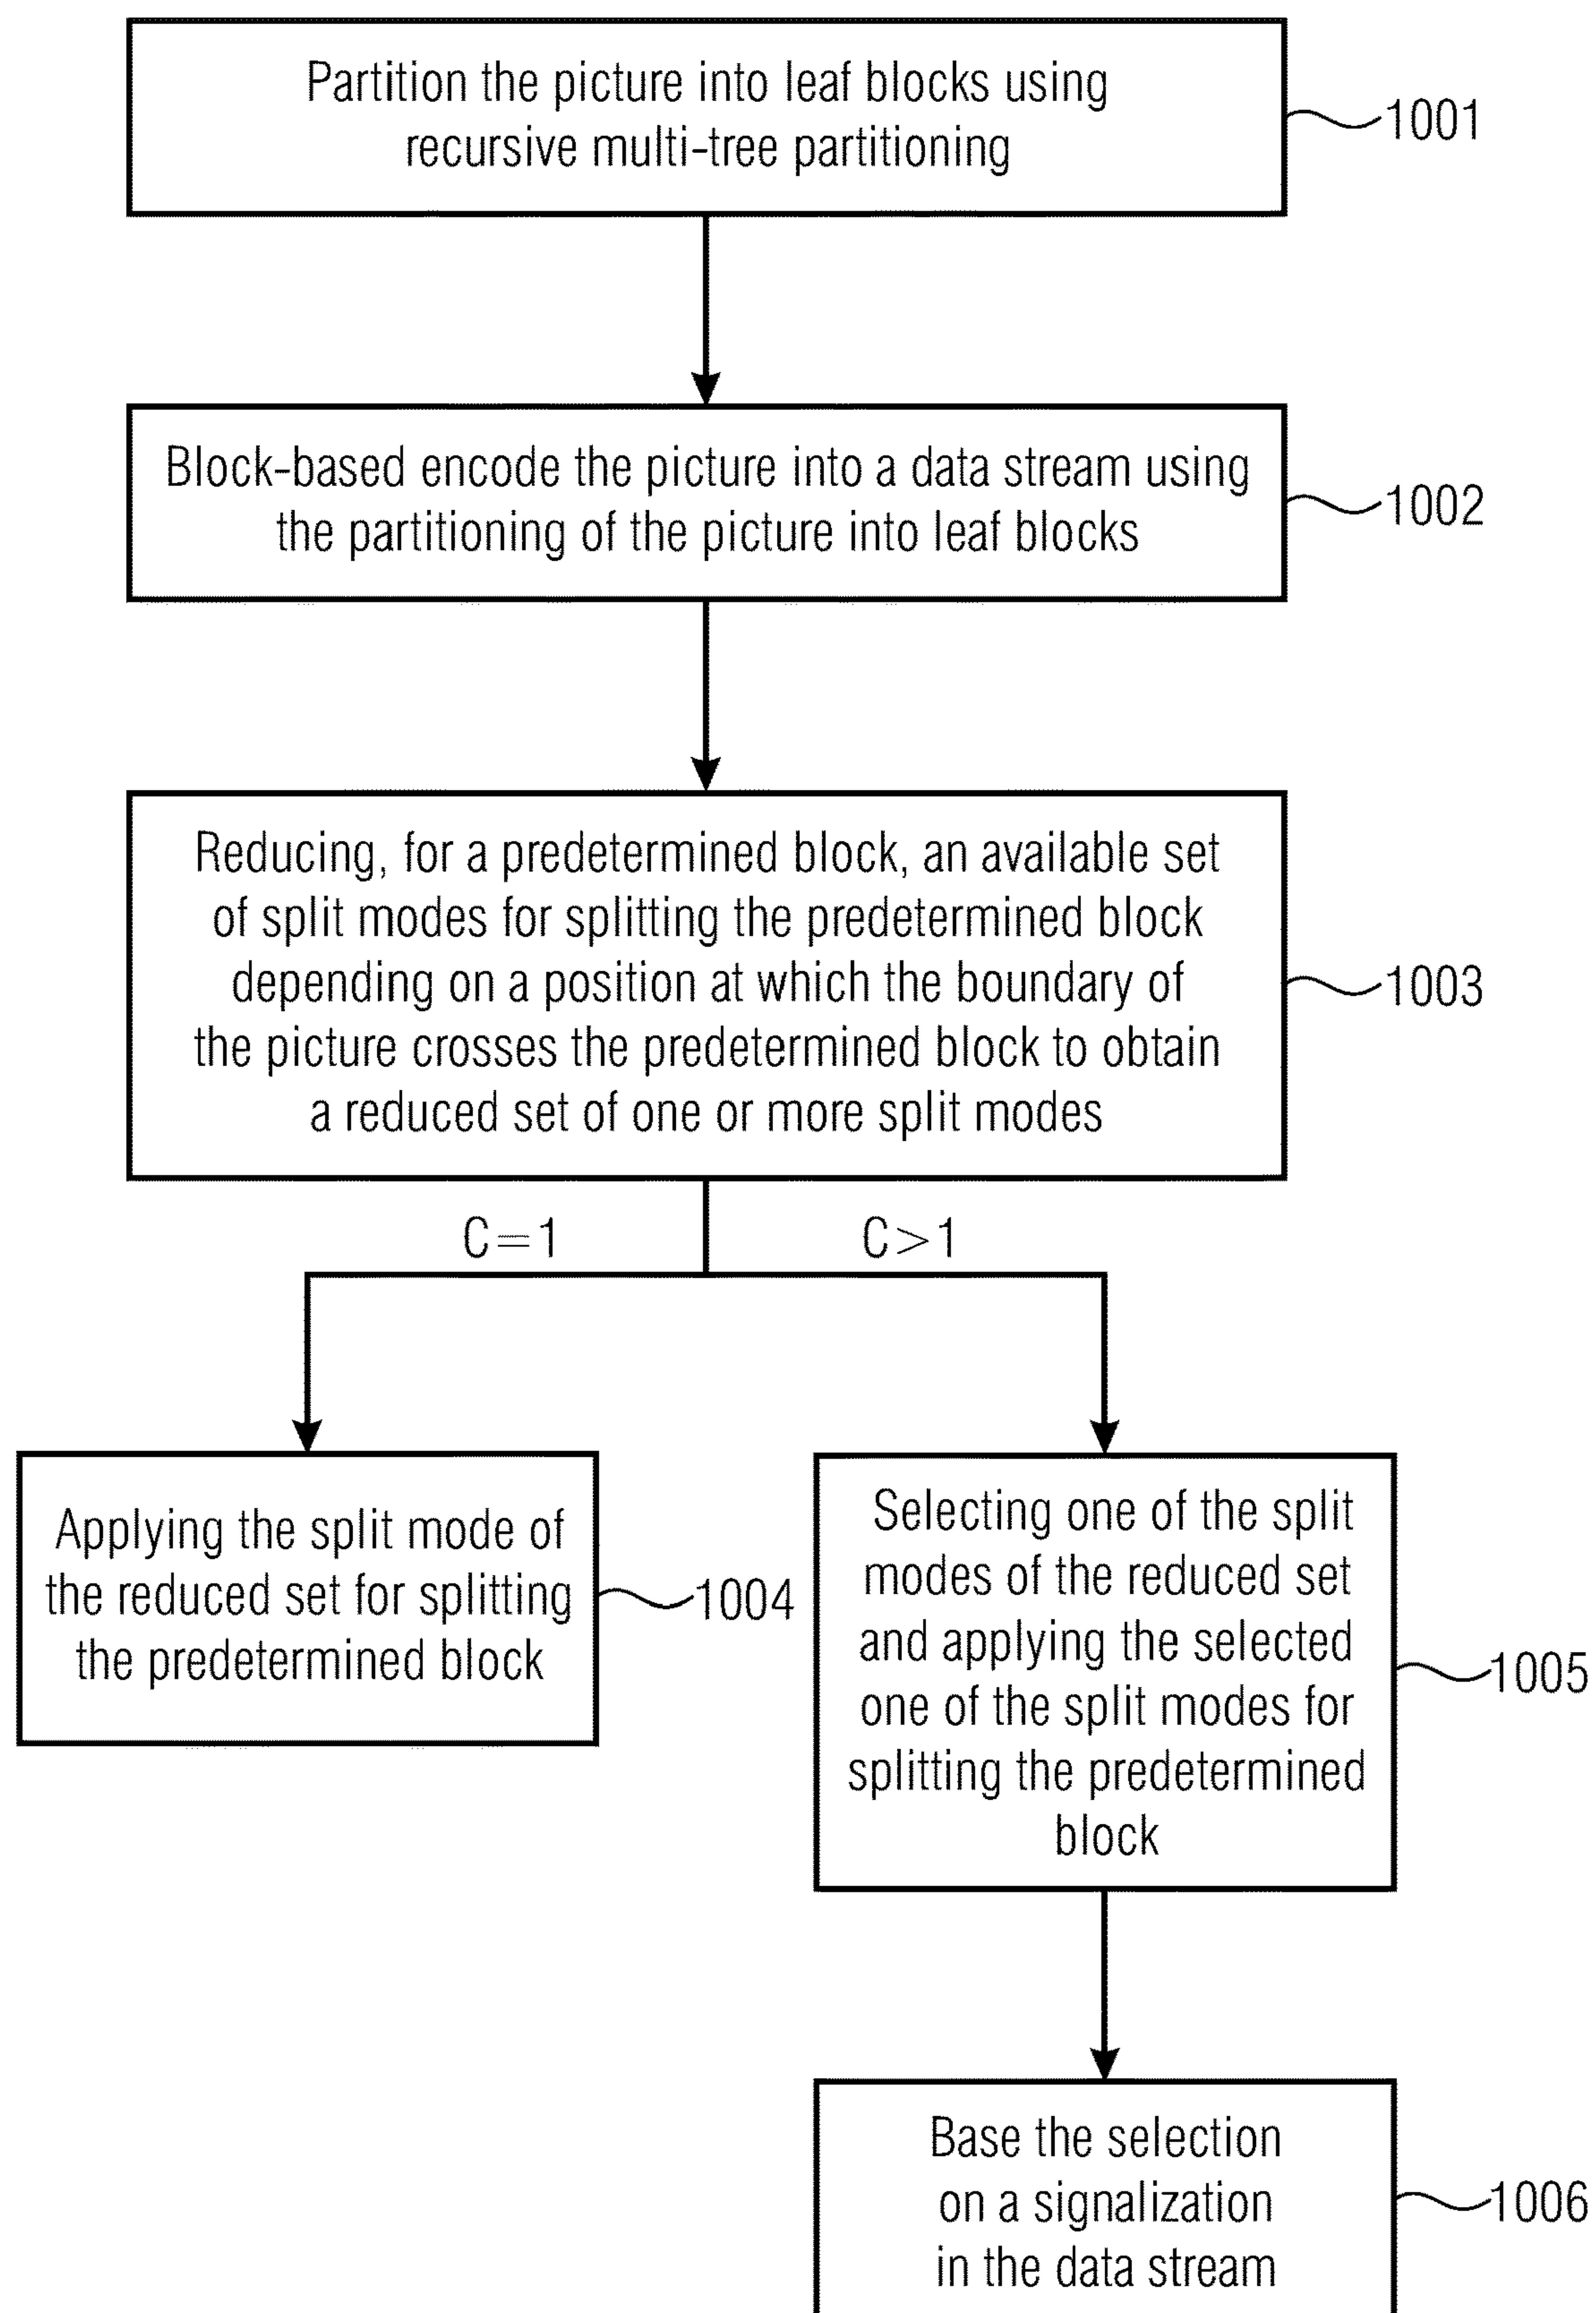 Partition the picture into leaf blocks using
recursive multi-tree partitioning
1001
Block-based encode the picture into a data stream using
the partitioning of the picture into leaf blocks
1002
Reducing, for a predetermined block, an available set
of split modes for splitting the predetermined block
depending on a position at which the boundary of
the picture crosses the predetermined block to obtain
a reduced set of one or more split modes
1003
C=1
C>1
Applying the split mode of
the reduced set for splitting
the predetermined block
1004
Selecting one of the split
modes of the reduced set
and applying the selected
one of the split modes for
splitting the predetermined
block
1005
Base the selection
on a signalization
in the data stream
1006